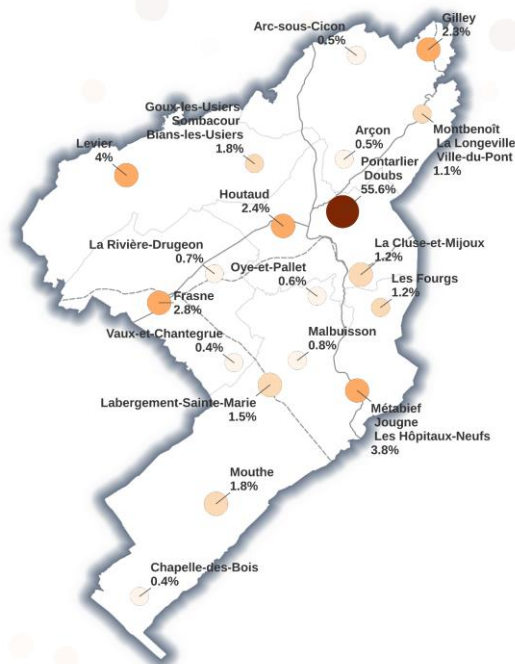 Arc-sous-Cicon
0.5%
Gilley
2.3%
Goux-les-Usiers
Sombacour
Bians-les-Usiers
1.8%
Arçon
0.5%
Montbenoît
La Longeville
Ville-du-Pont
1.1%
Levier
4%
Pontarlier
Doubs
55.6%
Houtaud
2.4%
La Rivière-Drugeon
0.7%
Oye-et-Pallet
0.6%
La Cluse-et-Mijoux
1.2%
Les Fourgs
1.2%
Frasne
2.8%
Vaux-et-Chantegrue
0.4%
Malbuisson
0.8%
Labergement-Sainte-Marie
1.5%
Métabief
Jougne
Les Hôpitaux-Neufs
3.8%
Mouthe
1.8%
Chapelle-des-Bois
0.4%